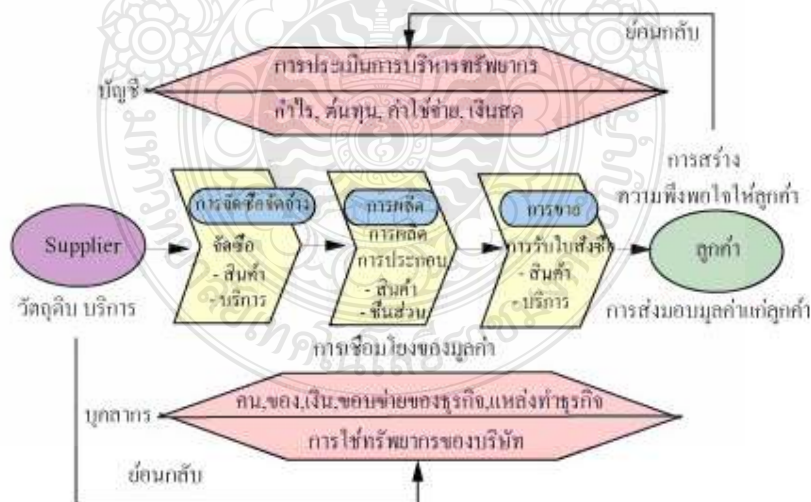 ย้อนกลับ
การประเมินการบริหารทรัพยากร
บัญชี
กำไร, ต้นทุน, ค่าใช้จ่าย, เงินสด
การสร้าง
ความพึงพอใจให้ลูกค้า
การจัดซื้อจัดจ้าง
จัดซื้อ
- สินค้า
- บริการ
การผลิต
การผลิต
การประกอบ
- สินค้า
- ชิ้นส่วน
การขาย
การรับใบสั่งซื้อ
- สินค้า
- บริการ
Supplier
ลูกค้า
วัตถุดิบ บริการ
การส่งมอบมูลค่าแก่ลูกค้า
การเชื่อมโยงของมูลค่า
คน,ของ,เงิน,ขอบข่ายของธุรกิจ,แหล่งทำธุรกิจ
บุคลากร
การใช้ทรัพยากรของบริษัท
ย้อนกลับ